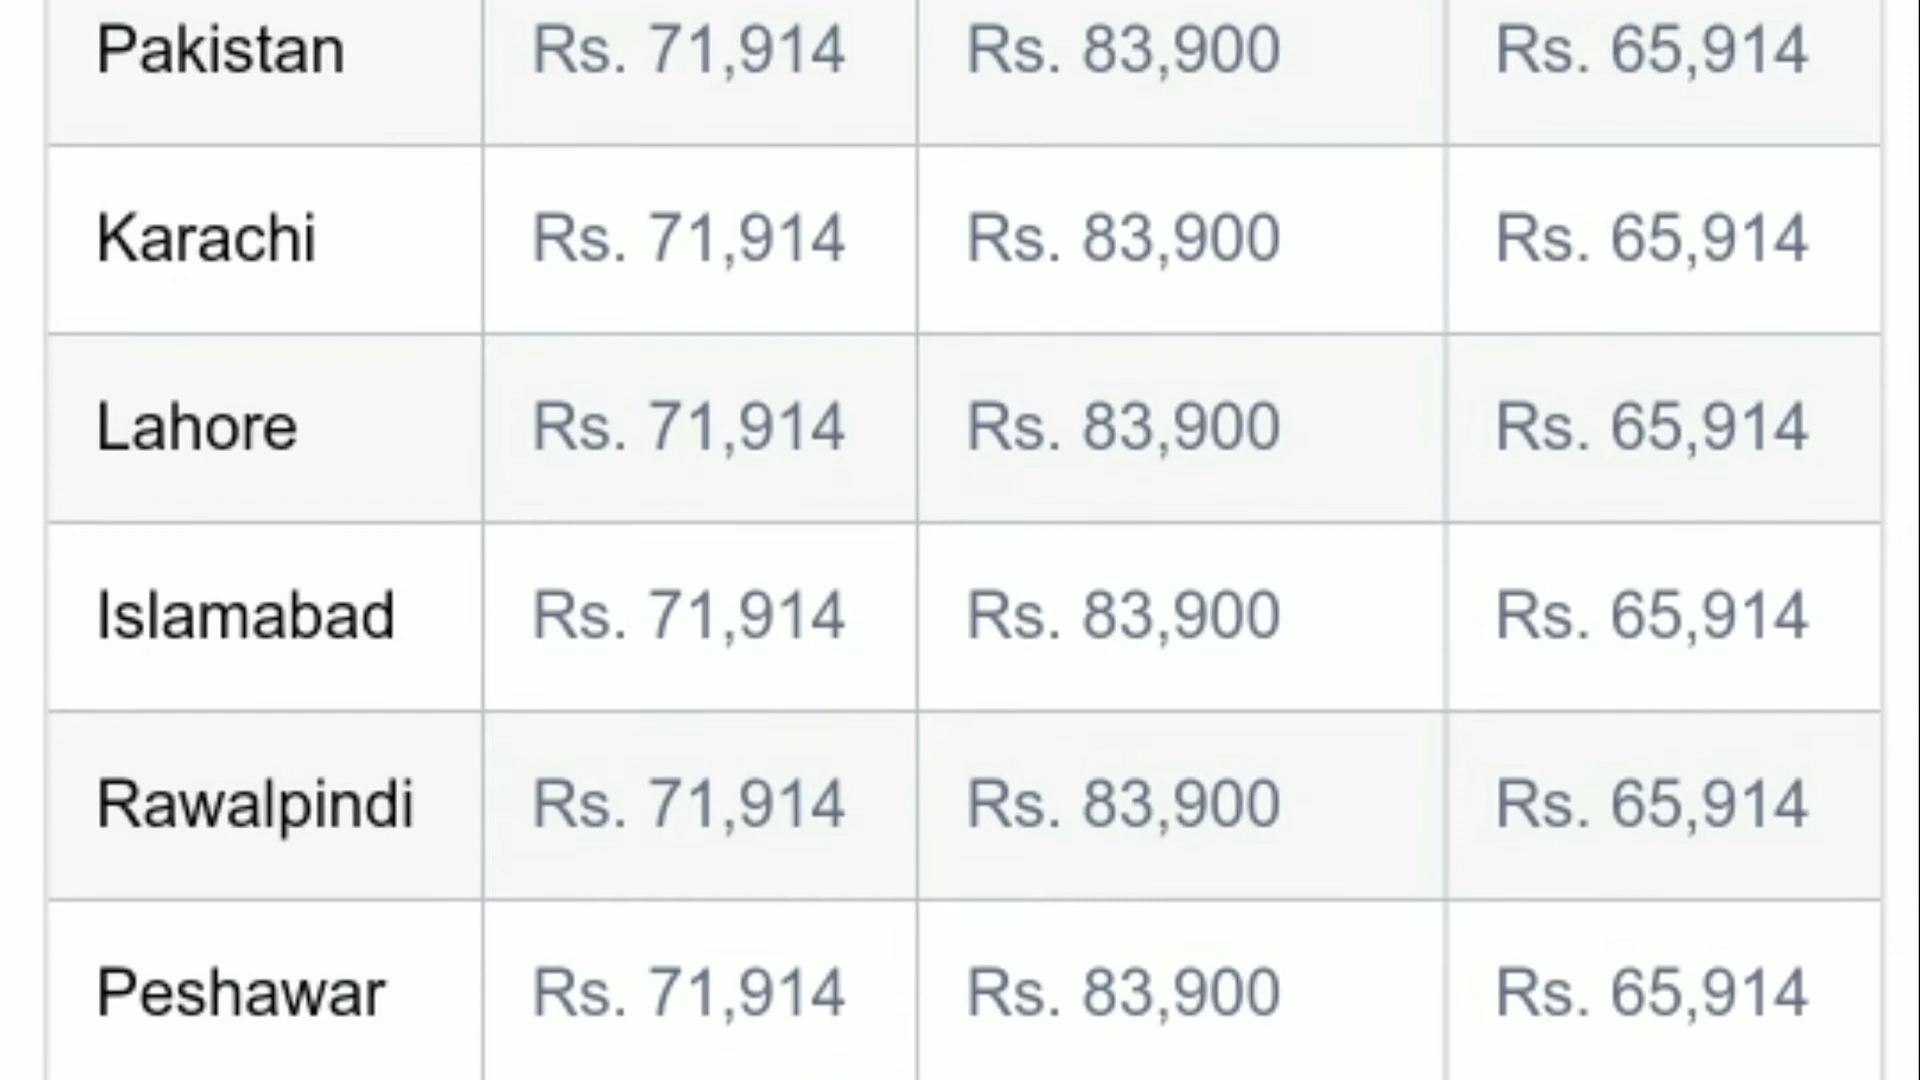 Pakistan Rs. 71,914 Rs. 83,900 Rs. 65,914
Karachi Rs. 71,914 Rs. 83,900 Rs. 65,914
Lahore Rs. 71,914 Rs. 83,900 Rs. 65,914
Islamabad Rs. 71,914 Rs. 83,900 Rs. 65,914
Rawalpindi Rs. 71,914 Rs. 83,900 Rs. 65,914
Peshawar Rs. 71,914 Rs. 83,900 Rs. 65,914